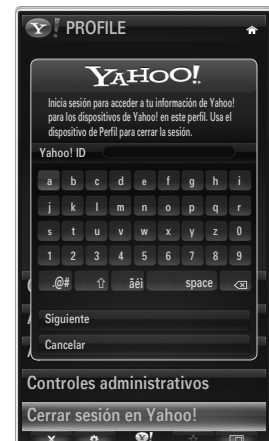 Y! PROFILE
YAHOO!
Inicia sesión para acceder a tu información de Yahoo!
para los dispositivos de Yahoo! en este perfil. Usa el
dispositivo de Perfil para cerrar la sesión.
Yahoo! ID
a b c d e f g h i
j k l m n o p q r
s t u v w x y z 0
1 2 3 4 5 6 7 8 9
.@# ãéì space
Siguiente
Cancelar
Controles administrativos
Cerrar sesión en Yahoo!
Y!